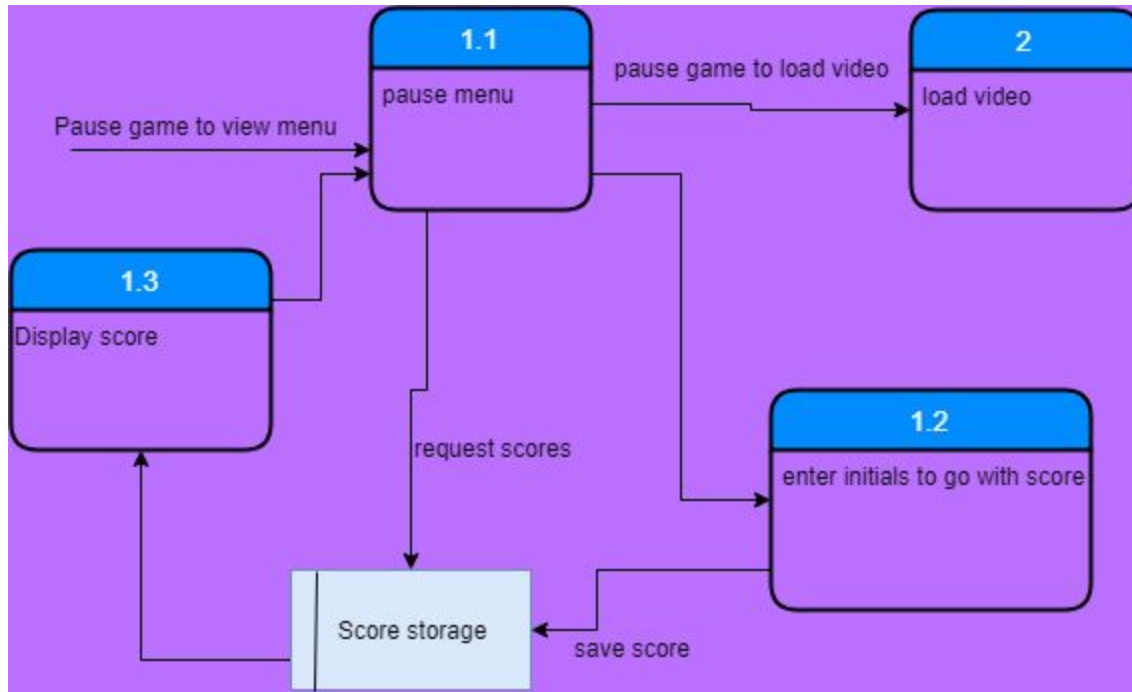 1.1
pause menu
pause game to load video
2
load video
Pause game to view menu
1.3
Display score
request scores
1.2
enter initials to go with score
Score storage
save score